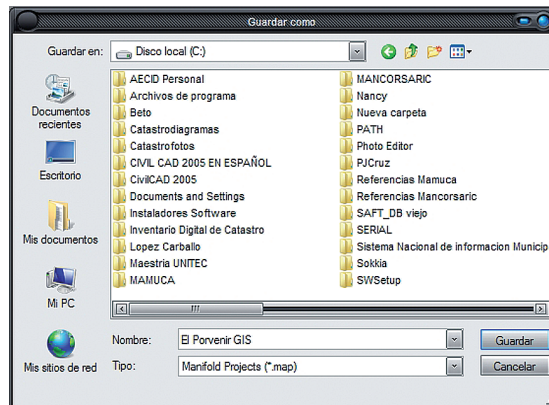 Guardar como
Guardar en:
Disco local (C:)
Documentos
recientes
Escritorio
Mis documentos
Mi PC
Mis sitios de red
AECID Personal
Archivos de programa
Beto
Catastrodiagramas
Catastrofotos
CIVIL CAD 2005 EN ESPAÑOL
CivilCAD 2005
Documents and Settings
Instaladores Software
Inventario Digital de Catastro
Lopez Carballo
Maestria UNITEC
MAMUCA
MANCORSARIC
Nancy
Nueva carpeta
PATH
Photo Editor
PJCruz
Referencias Mamuca
Referencias Mancorsaric
SAFT_DB viejo
SERIAL
Sistema Nacional de informacion Municip
Sokkia
SWSetup
Nombre:
El Porvenir GIS
Guardar
Tipo:
Manifold Projects (*.map)
Cancelar